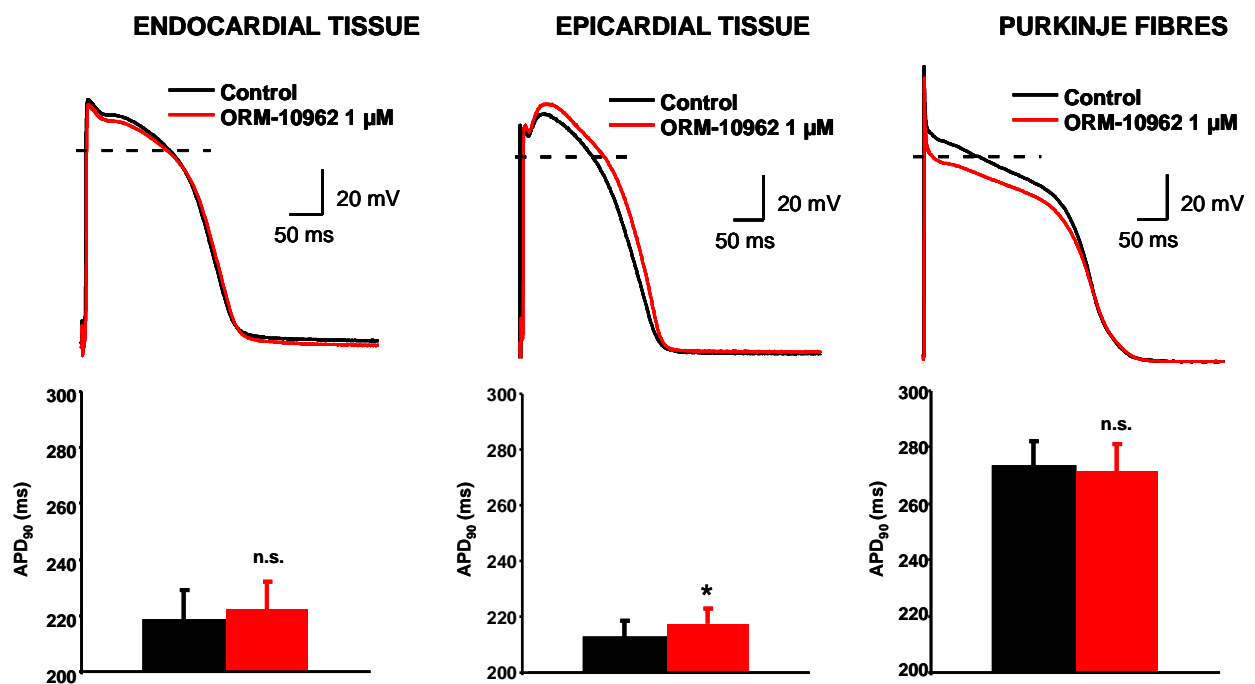 ENDOCARDIAL TISSUE
Control
ORM-10962 1 µM
20 mV
50 ms
300
280
260
240
220
200
APD90 (ms)
n.s.
EPICARDIAL TISSUE
Control
ORM-10962 1 µM
20 mV
50 ms
300
280
260
240
220
200
APD90 (ms)
*
PURKINJE FIBRES
Control
ORM-10962 1 µM
20 mV
50 ms
300
280
260
240
220
200
APD90 (ms)
n.s.